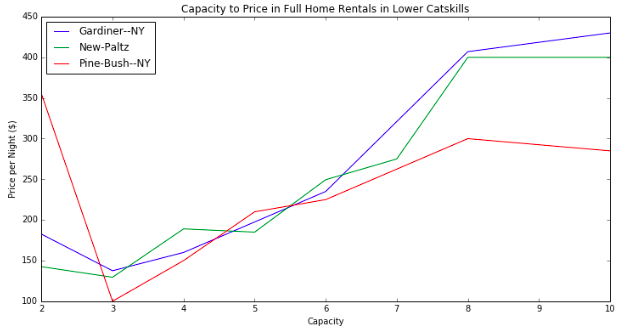 Capacity to Price in Full Home Rentals in Lower Catskills
450
400
350
300
250
200
150
100
Price per Night ($)
Gardiner--NY
New-Paltz
Pine-Bush--NY
2 3 4 5 6 7 8 9 10
Capacity